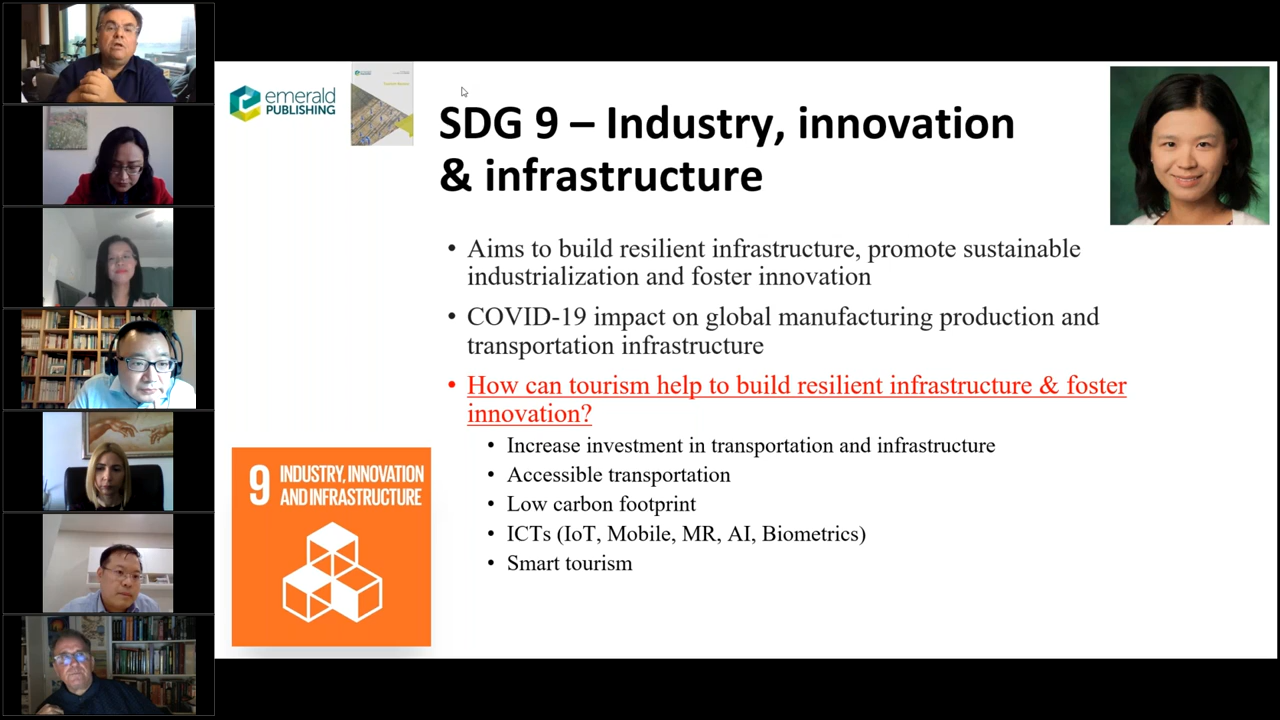 emerald
PUBLISHING
SDG 9 – Industry, innovation
& infrastructure
• Aims to build resilient infrastructure, promote sustainable
industrialization and foster innovation
• COVID-19 impact on global manufacturing production and
transportation infrastructure
• How can tourism help to build resilient infrastructure & foster
innovation?
• Increase investment in transportation and infrastructure
• Accessible transportation
• Low carbon footprint
• ICTs (IoT, Mobile, MR, AI, Biometrics)
• Smart tourism
9 INDUSTRY, INNOVATION
AND INFRASTRUCTURE